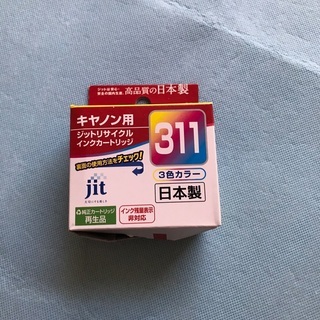 高品質の日本製
キヤノン用
ジットリサイクル
インクカートリッジ
311
裏面の使用方法をチェック!
3色カラー
jit
日本製
純正カートリッジ
再生品
インク残量表示
非対応